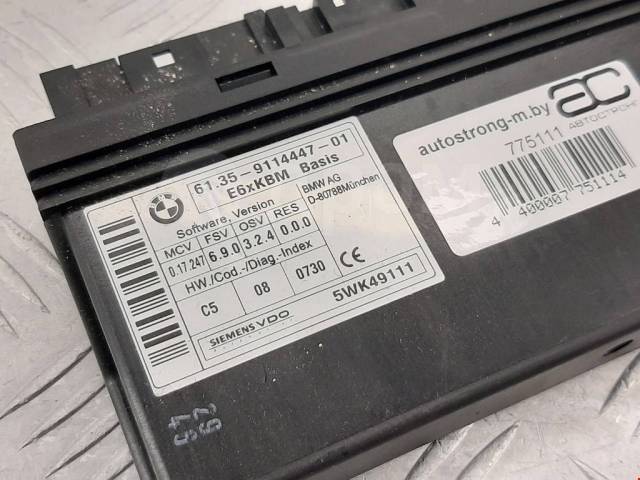 61.35-9114447-01
E6xKBM Basis
Software, Version
BMW AG
D-80788München
MCV FSV OSV RES
0.17.247 6.9.0 3.2.4 0.0.0
HW./Cod.-/Diag.-Index
C5 08 0730
CE
5WK49111
SIEMENS VDO
autostrong-m.by
ac
АВТОСТРОНГ
775111
4 400007 751114